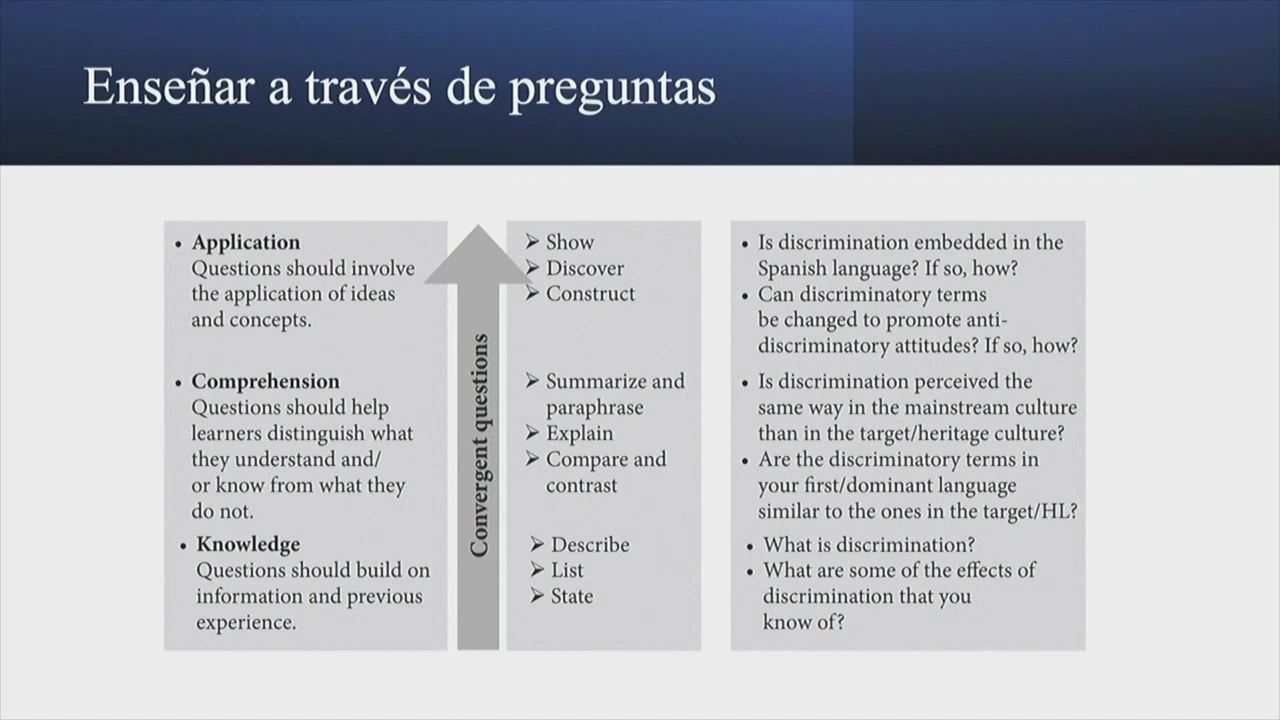 Enseñar a través de preguntas
• Application
Questions should involve
the application of ideas
and concepts.
• Comprehension
Questions should help
learners distinguish what
they understand and/
or know from what they
do not.
• Knowledge
Questions should build on
information and previous
experience.
Convergent questions
➢ Show
➢ Discover
➢ Construct
➢ Summarize and
paraphrase
➢ Explain
➢ Compare and
contrast
➢ Describe
➢ List
➢ State
• Is discrimination embedded in the
Spanish language? If so, how?
• Can discriminatory terms
be changed to promote anti-
discriminatory attitudes? If so, how?
• Is discrimination perceived the
same way in the mainstream culture
than in the target/heritage culture?
• Are the discriminatory terms in
your first/dominant language
similar to the ones in the target/HL?
• What is discrimination?
• What are some of the effects of
discrimination that you
know of?